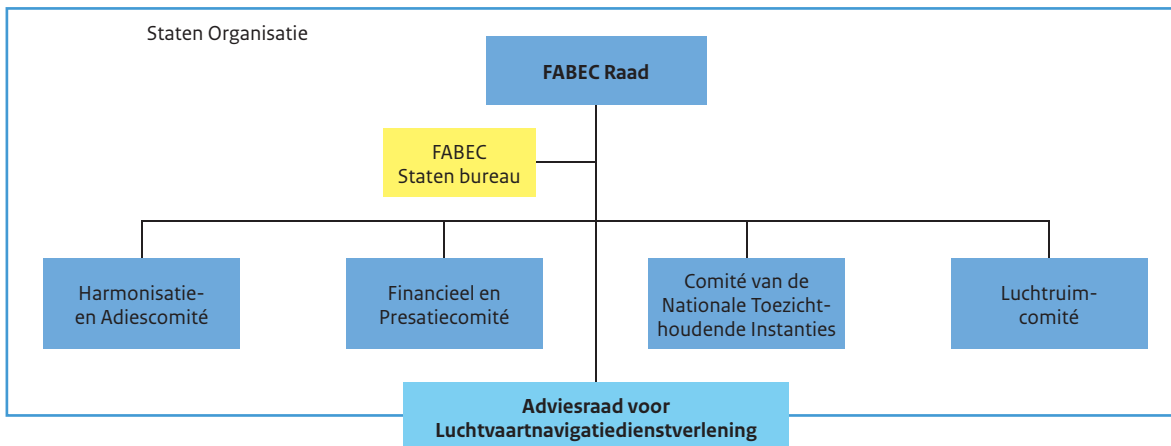 Staten Organisatie
FABEC Raad
FABEC
Staten bureau
Harmonisatie-
en Adiescomité
Financieel en
Presatiecomité
Comité van de
Nationale Toezicht-
houdende Instanties
Luchtruim-
comité
Adviesraad voor
Luchtvaartnavigatiedienstverlening